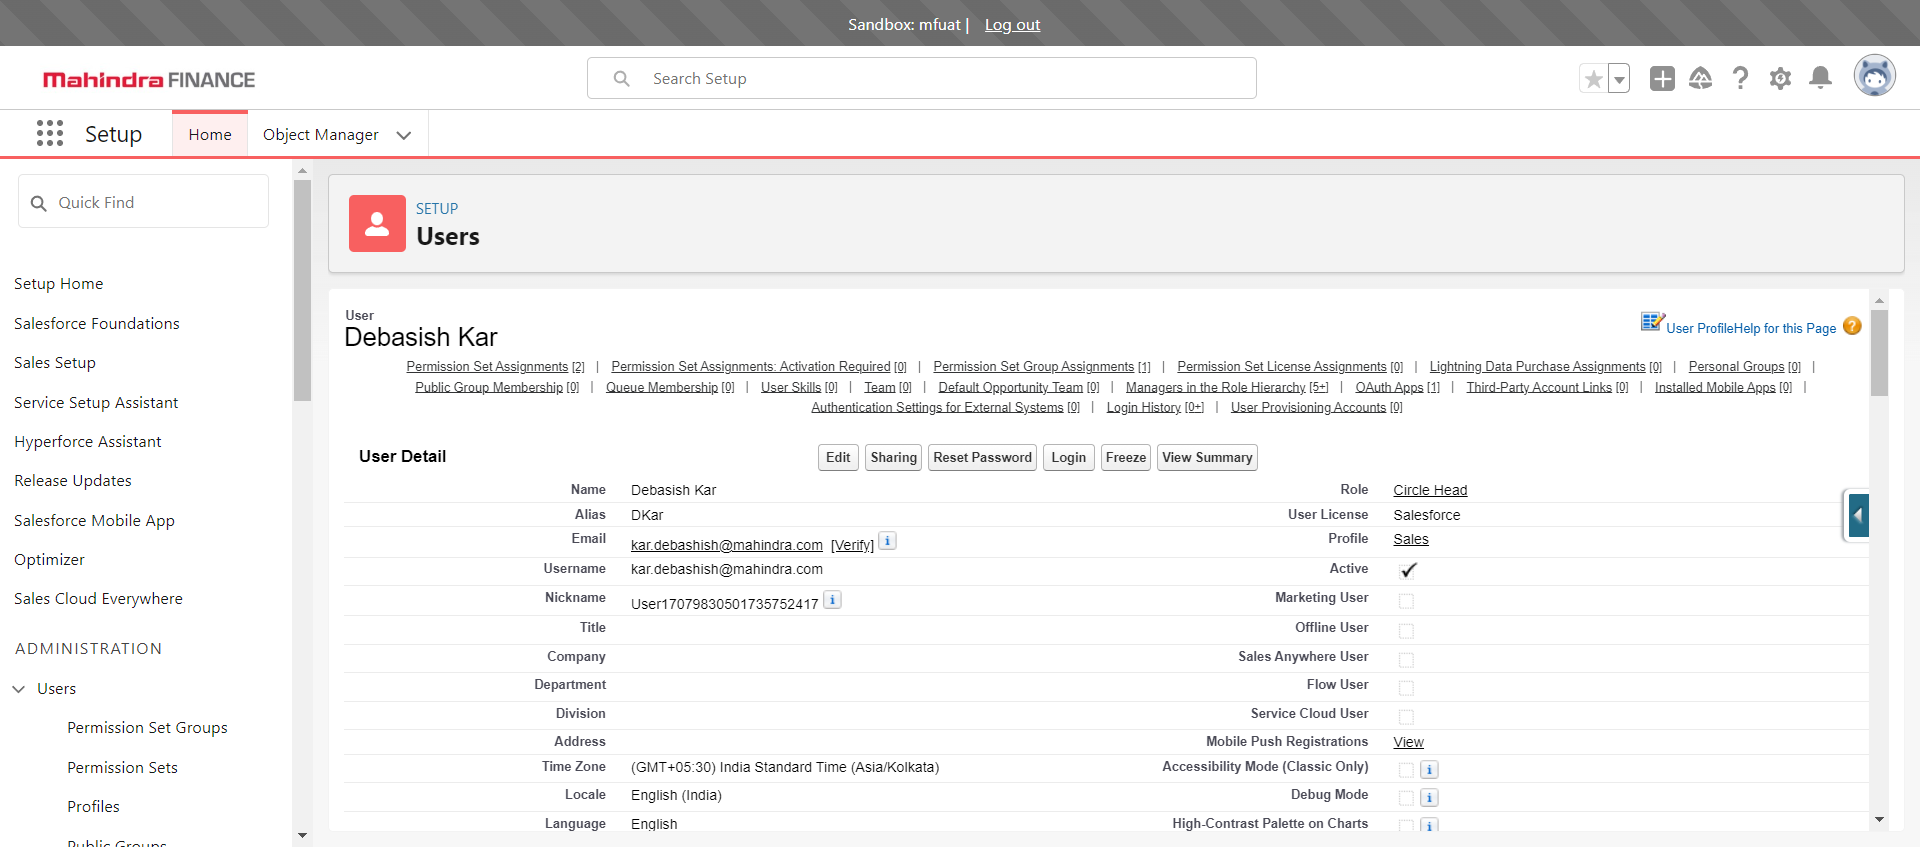 Sandbox: mfuat | Log out
Mahindra FINANCE
Search Setup
Setup
Home
Object Manager
Quick Find
Setup Home
Salesforce Foundations
Sales Setup
Service Setup Assistant
Hyperforce Assistant
Release Updates
Salesforce Mobile App
Optimizer
Sales Cloud Everywhere
ADMINISTRATION
Users
Permission Set Groups
Permission Sets
Profiles
Public Groups
SETUP
Users
User
Debasish Kar
User Profile Help for this Page
Permission Set Assignments [2] | Permission Set Assignments: Activation Required [0] | Permission Set Group Assignments [1] | Permission Set License Assignments [0] | Lightning Data Purchase Assignments [0] | Personal Groups [0] |
Public Group Membership [0] | Queue Membership [0] | User Skills [0] | Team [0] | Default Opportunity Team [0] | Managers in the Role Hierarchy [5+] | OAuth Apps [1] | Third-Party Account Links [0] | Installed Mobile Apps [0] |
Authentication Settings for External Systems [0] | Login History [0+] | User Provisioning Accounts [0]
User Detail
Edit Sharing Reset Password Login Freeze View Summary
Name Debasish Kar
Role Circle Head
Alias DKar
User License Salesforce
Email kar.debashish@mahindra.com [Verify]
Profile Sales
Username kar.debashish@mahindra.com
Active
Nickname User17079830501735752417
Marketing User
Title
Offline User
Company
Sales Anywhere User
Department
Flow User
Division
Service Cloud User
Address
Mobile Push Registrations View
Time Zone (GMT+05:30) India Standard Time (Asia/Kolkata)
Accessibility Mode (Classic Only)
Locale English (India)
Debug Mode
Language English
High-Contrast Palette on Charts